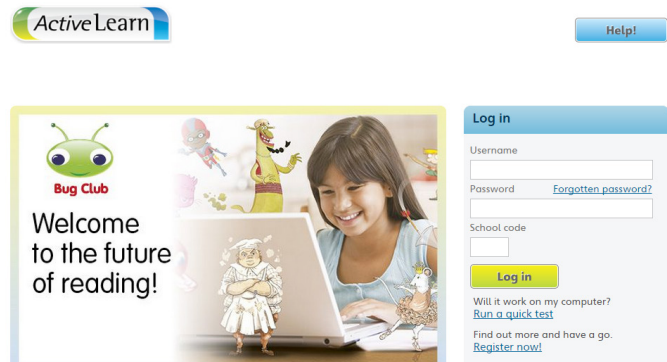 ActiveLearn
Help!
Bug Club
Welcome
to the future
of reading!
Log in
Username
Password Forgotten password?
School code
Log in
Will it work on my computer?
Run a quick test
Find out more and have a go.
Register now!